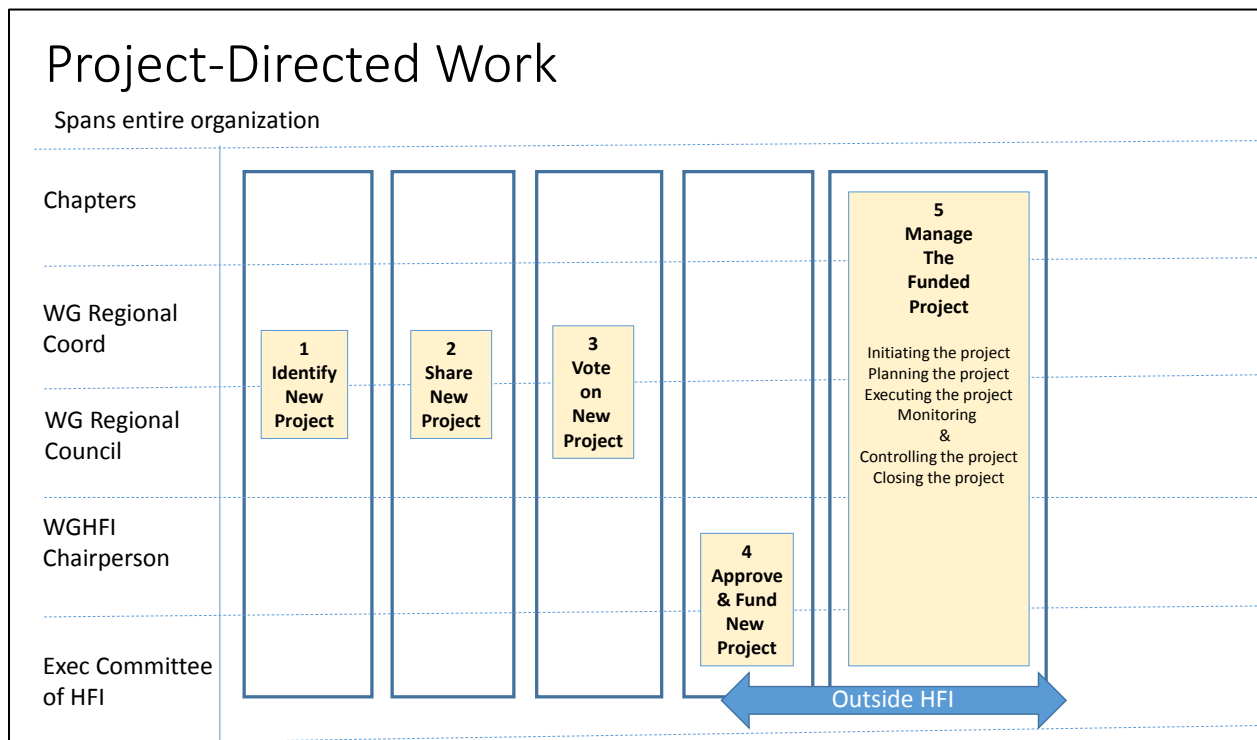 Project-Directed Work
Spans entire organization
Chapters
WG Regional
Coord
WG Regional
Council
WGHFI
Chairperson
Exec Committee
of HFI
1
Identify
New
Project
2
Share
New
Project
3
Vote
on
New
Project
4
Approve
& Fund
New
Project
5
Manage
The
Funded
Project
Initiating the project
Planning the project
Executing the project
Monitoring
&
Controlling the project
Closing the project
Outside HFI